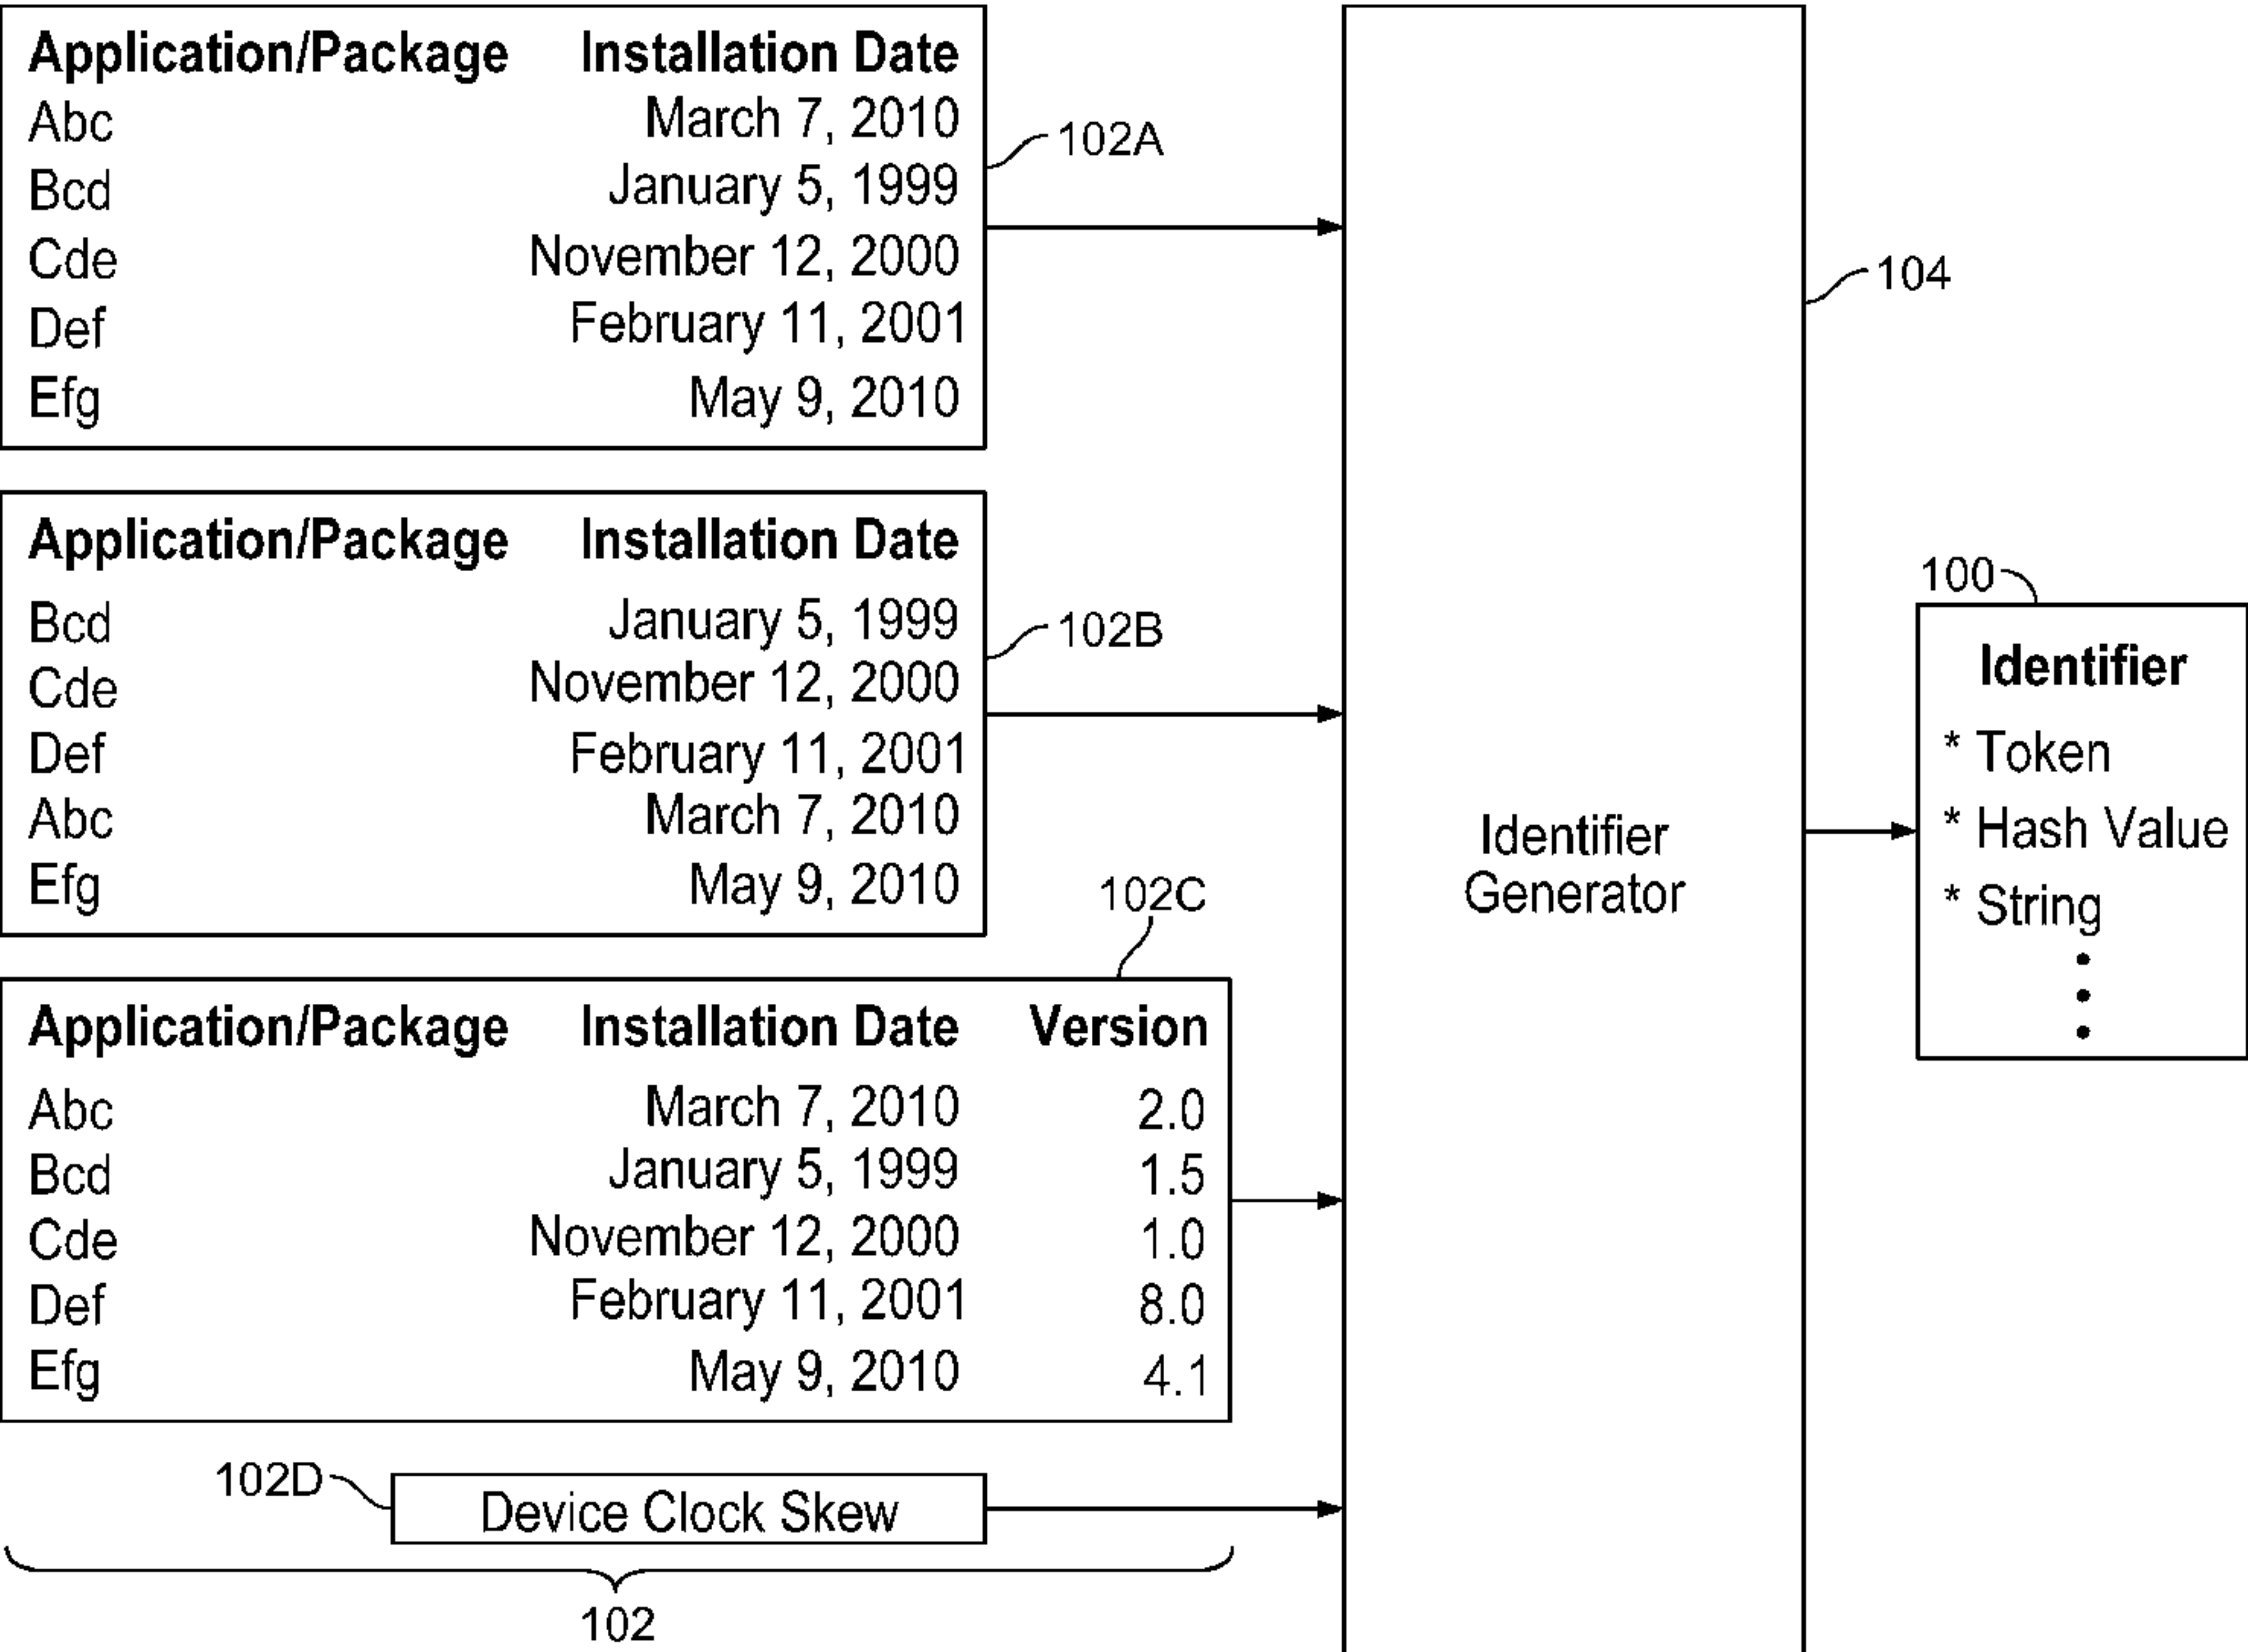 Application/Package Installation Date
Abc March 7, 2010
Bcd January 5, 1999
Cde November 12, 2000
Def February 11, 2001
Efg May 9, 2010
102A
Application/Package Installation Date
Bcd January 5, 1999
Cde November 12, 2000
Def February 11, 2001
Abc March 7, 2010
Efg May 9, 2010
102B
102C
Application/Package Installation Date Version
Abc March 7, 2010 2.0
Bcd January 5, 1999 1.5
Cde November 12, 2000 1.0
Def February 11, 2001 8.0
Efg May 9, 2010 4.1
102D
Device Clock Skew
102
Identifier
Generator
104
100
Identifier
* Token
* Hash Value
* String